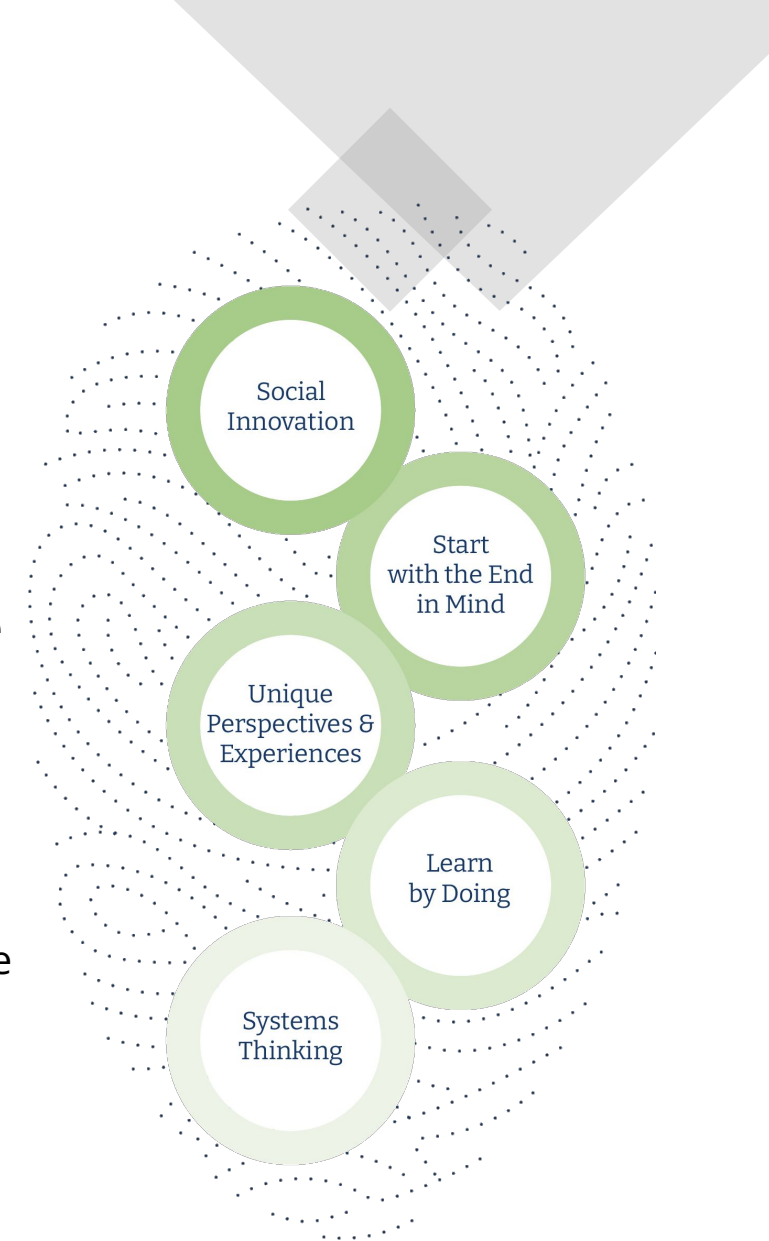 Social
Innovation
Start
with the End
in Mind
Unique
Perspectives &
Experiences
Learn
by Doing
e
Systems
Thinking